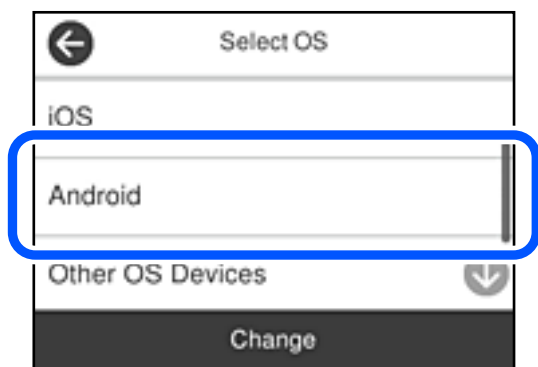 Select OS
iOS
Android
Other OS Devices
Change